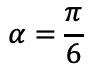 α = π/6